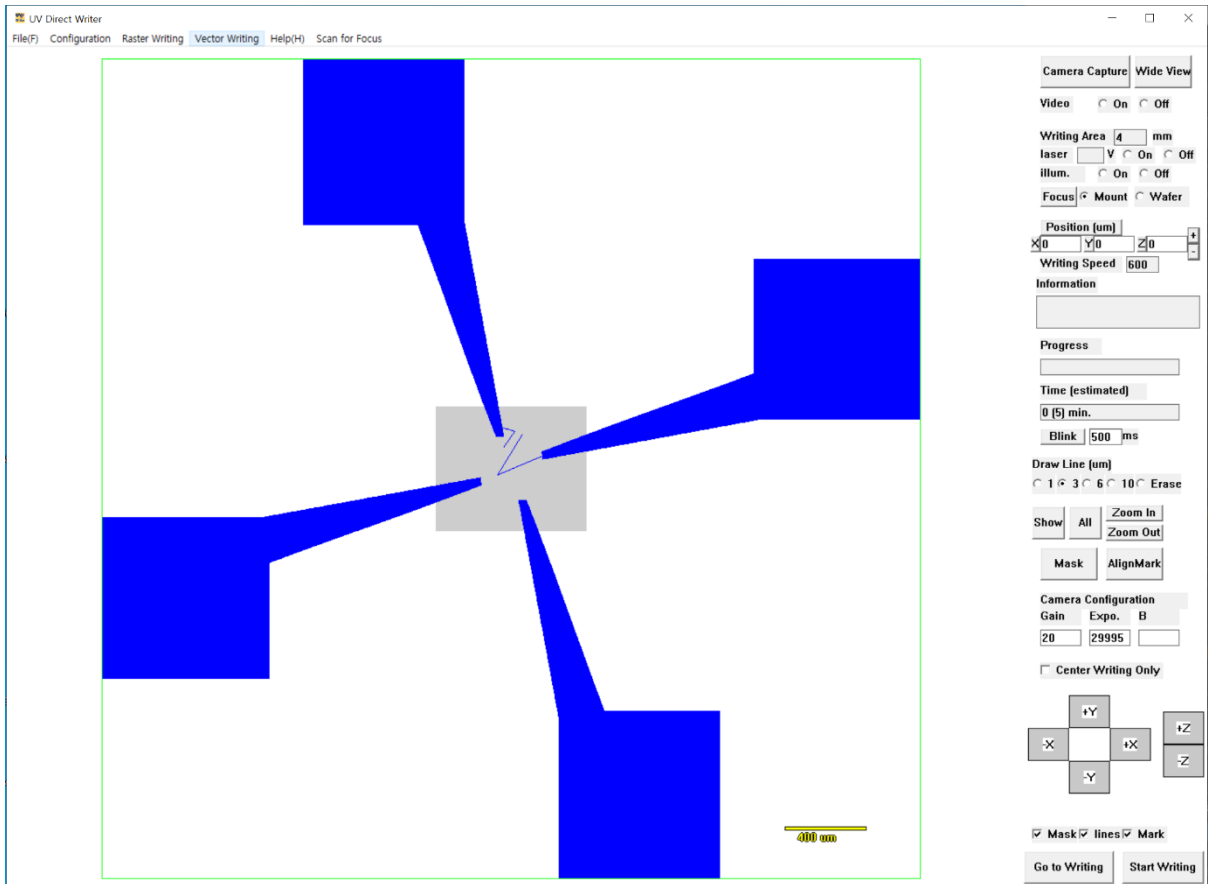 UV Direct Writer
File(F) Configuration Raster Writing Vector Writing Help(H) Scan for Focus
Camera Capture Wide View
Video On Off
Writing Area 4 mm
laser V On Off
illum. On Off
Focus Mount Wafer
Position (um)
X 0 Y 0 Z 0 + -
Writing Speed 600
Information
Progress
Time (estimated)
0 (5) min.
Blink 500 ms
Draw Line (um)
1 3 6 10 Erase
Show All Zoom In
Zoom Out
Mask AlignMark
Camera Configuration
Gain Expo. B
20 29995
Center Writing Only
+Y
-X +X
-Y
+Z
-Z
400 um
Mask lines Mark
Go to Writing Start Writing